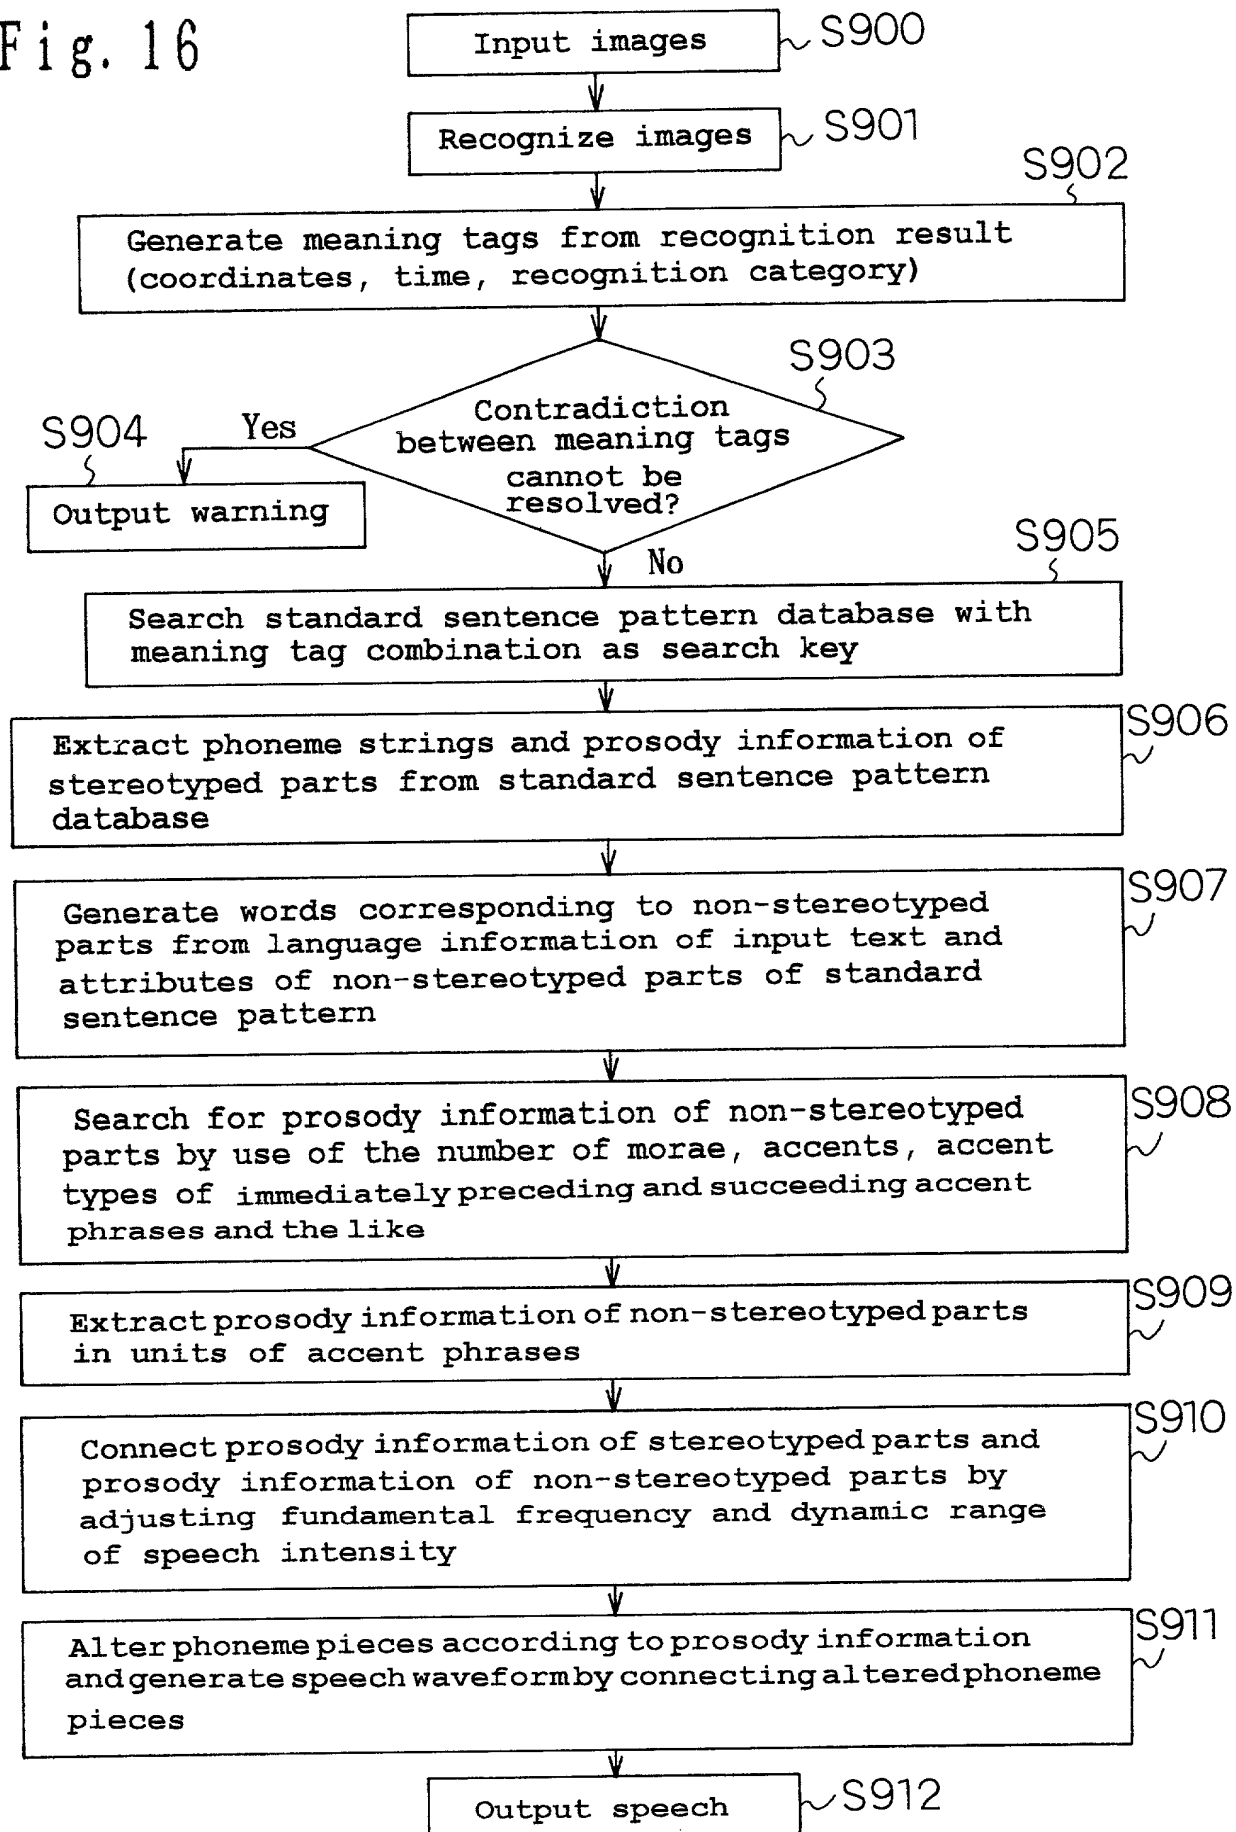 Fig. 16
Input images
S900
Recognize images
S901
S902
Generate meaning tags from recognition result
(coordinates, time, recognition category)
S903
Contradiction
between meaning tags
cannot be
resolved?
Yes
S904
Output warning
No
S905
Search standard sentence pattern database with
meaning tag combination as search key
S906
Extract phoneme strings and prosody information of
stereotyped parts from standard sentence pattern
database
S907
Generate words corresponding to non-stereotyped
parts from language information of input text and
attributes of non-stereotyped parts of standard
sentence pattern
S908
Search for prosody information of non-stereotyped
parts by use of the number of morae, accents, accent
types of immediately preceding and succeeding accent
phrases and the like
S909
Extract prosody information of non-stereotyped parts
in units of accent phrases
S910
Connect prosody information of stereotyped parts and
prosody information of non-stereotyped parts by
adjusting fundamental frequency and dynamic range
of speech intensity
S911
Alter phoneme pieces according to prosody information
and generate speech waveform by connecting altered phoneme
pieces
Output speech
S912